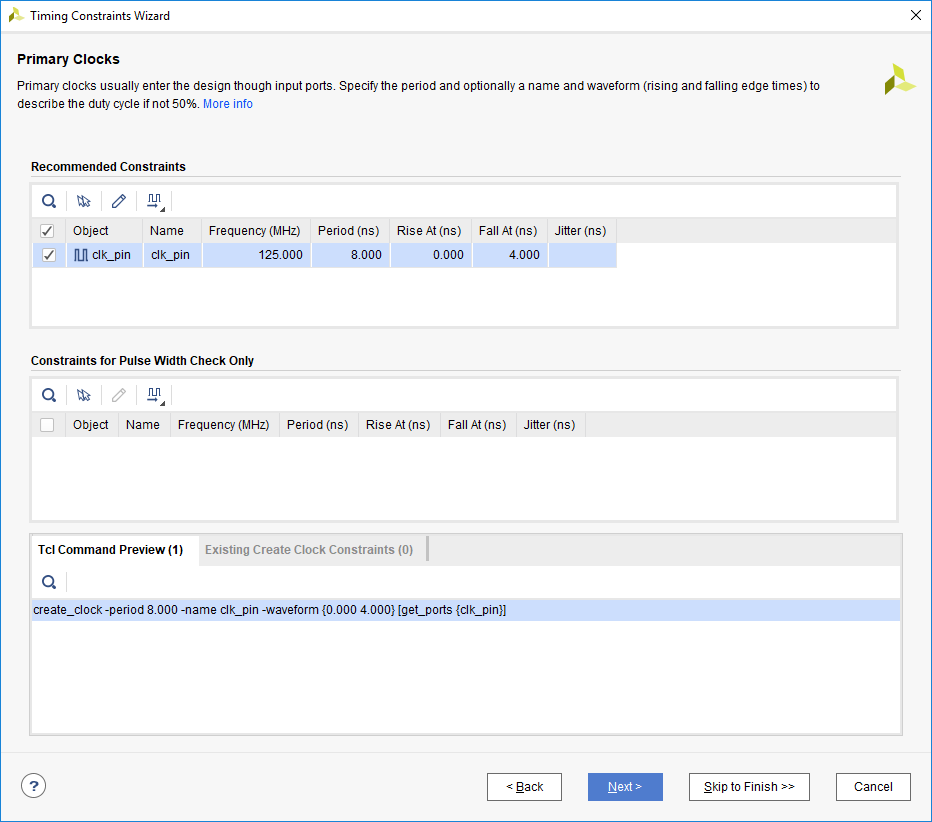 Timing Constraints Wizard
Primary Clocks
Primary clocks usually enter the design though input ports. Specify the period and optionally a name and waveform (rising and falling edge times) to
describe the duty cycle if not 50%. More info
Recommended Constraints
Object Name Frequency (MHz) Period (ns) Rise At (ns) Fall At (ns) Jitter (ns)
clk_pin clk_pin 125.000 8.000 0.000 4.000
Constraints for Pulse Width Check Only
Object Name Frequency (MHz) Period (ns) Rise At (ns) Fall At (ns) Jitter (ns)
Tcl Command Preview (1) Existing Create Clock Constraints (0)
create_clock -period 8.000 -name clk_pin -waveform {0.000 4.000} [get_ports {clk_pin}]
? < Back Next > Skip to Finish >> Cancel